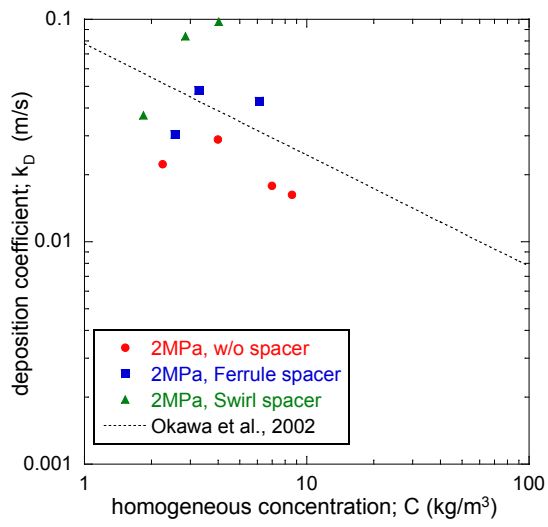 0.1
0.01
0.001
deposition coefficient; k_D (m/s)
2MPa, w/o spacer
2MPa, Ferrule spacer
2MPa, Swirl spacer
Okawa et al., 2002
1
10
100
homogeneous concentration; C (kg/m³)